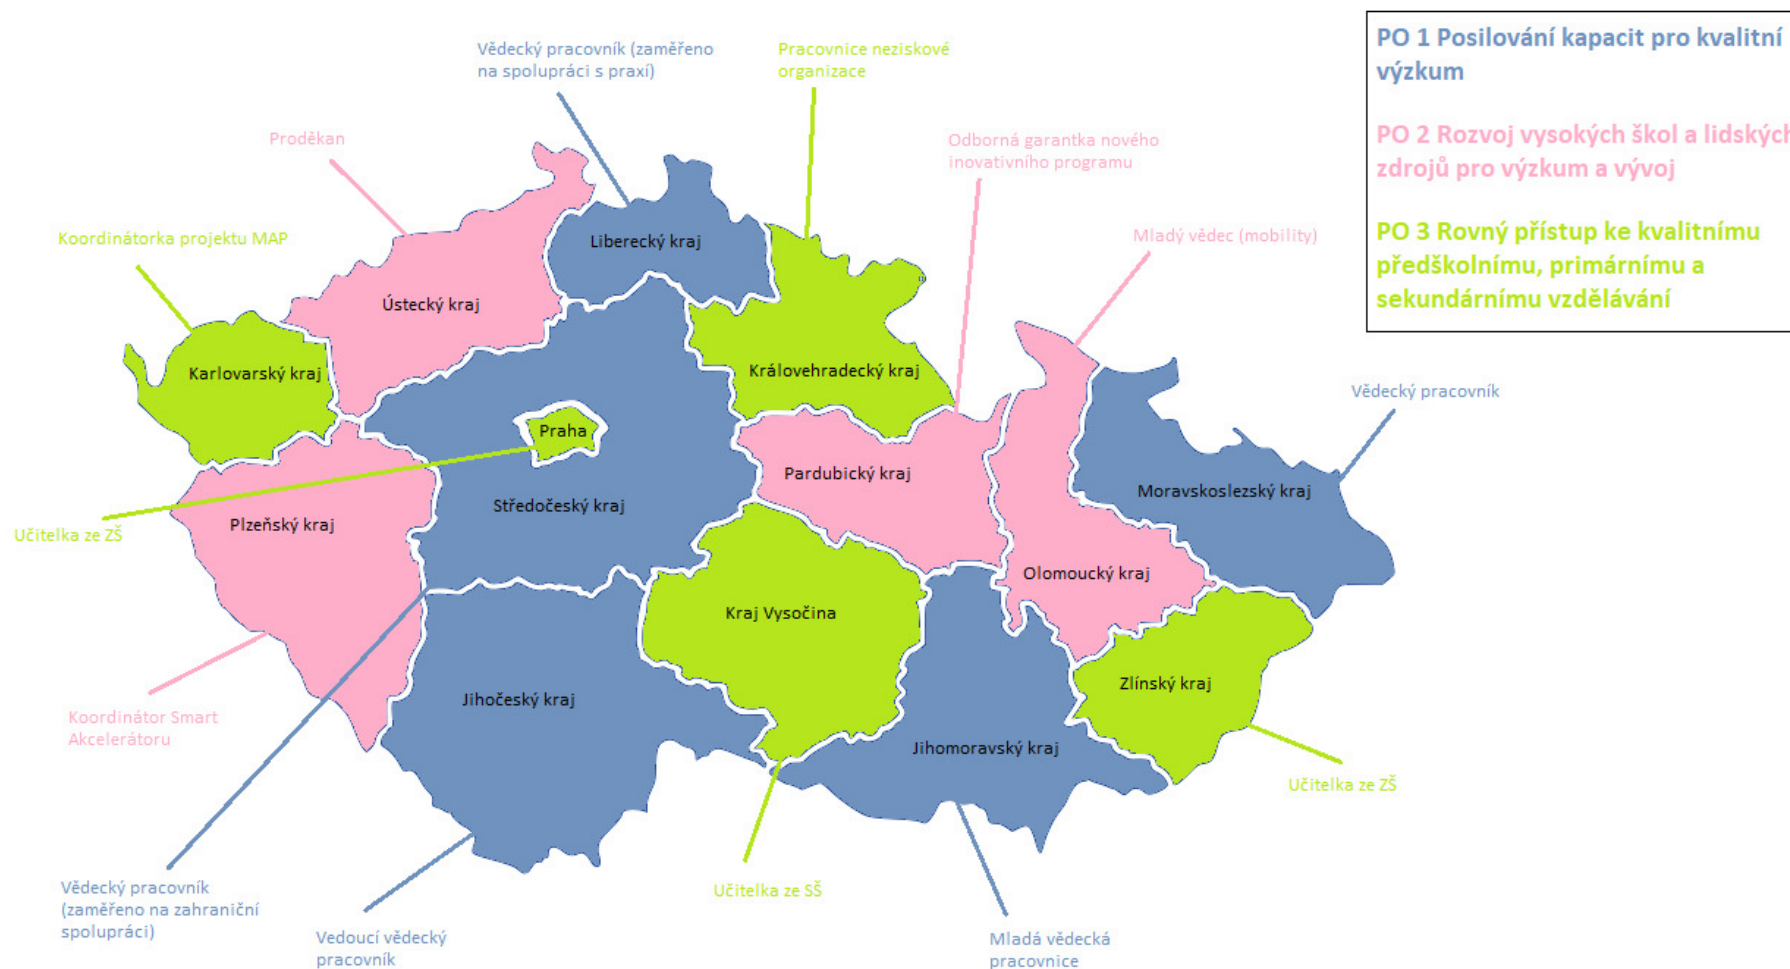 PO 1 Posilování kapacit pro kvalitní
výzkum
PO 2 Rozvoj vysokých škol a lidských
zdrojů pro výzkum a vývoj
PO 3 Rovný přístup ke kvalitnímu
předškolnímu, primárnímu a
sekundárnímu vzdělávání
Vědecký pracovník (zaměřeno
na spolupráci s praxí)
Pracovnice neziskové
organizace
Proděkan
Odborná garantka nového
inovativního programu
Koordinátorka projektu MAP
Mladý vědec (mobility)
Liberecký kraj
Ústecký kraj
Karlovarský kraj
Královehradecký kraj
Vědecký pracovník
Praha
Pardubický kraj
Moravskoslezský kraj
Středočeský kraj
Plzeňský kraj
Učitelka ze ZŠ
Olomoucký kraj
Kraj Vysočina
Zlínský kraj
Jihočeský kraj
Koordinátor Smart
Akcelerátoru
Jihomoravský kraj
Učitelka ze ZŠ
Vědecký pracovník
(zaměřeno na zahraniční
spolupráci)
Učitelka ze SŠ
Vedoucí vědecký
pracovník
Mladá vědecká
pracovnice